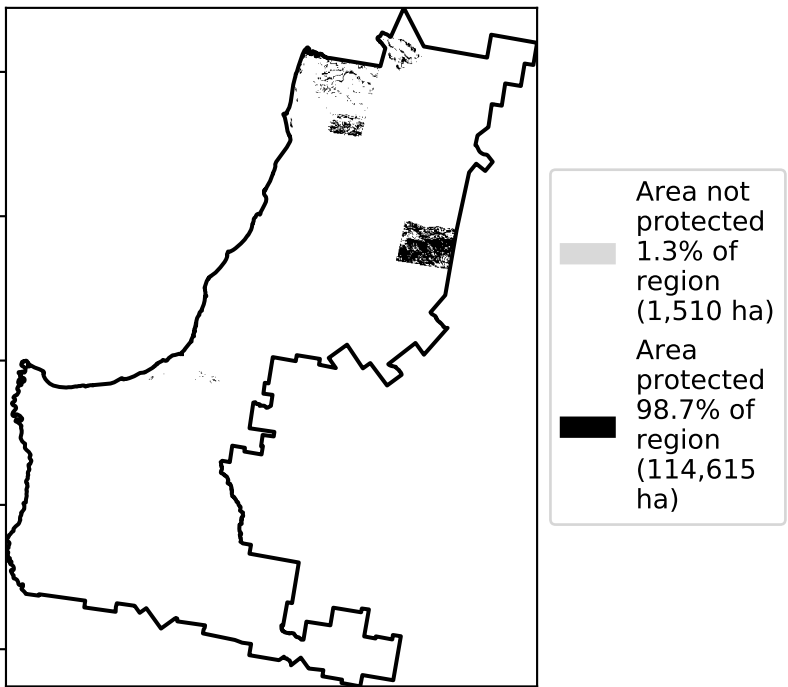 Area not
protected
1.3% of
region
(1,510 ha)
Area
protected
98.7% of
region
(114,615
ha)